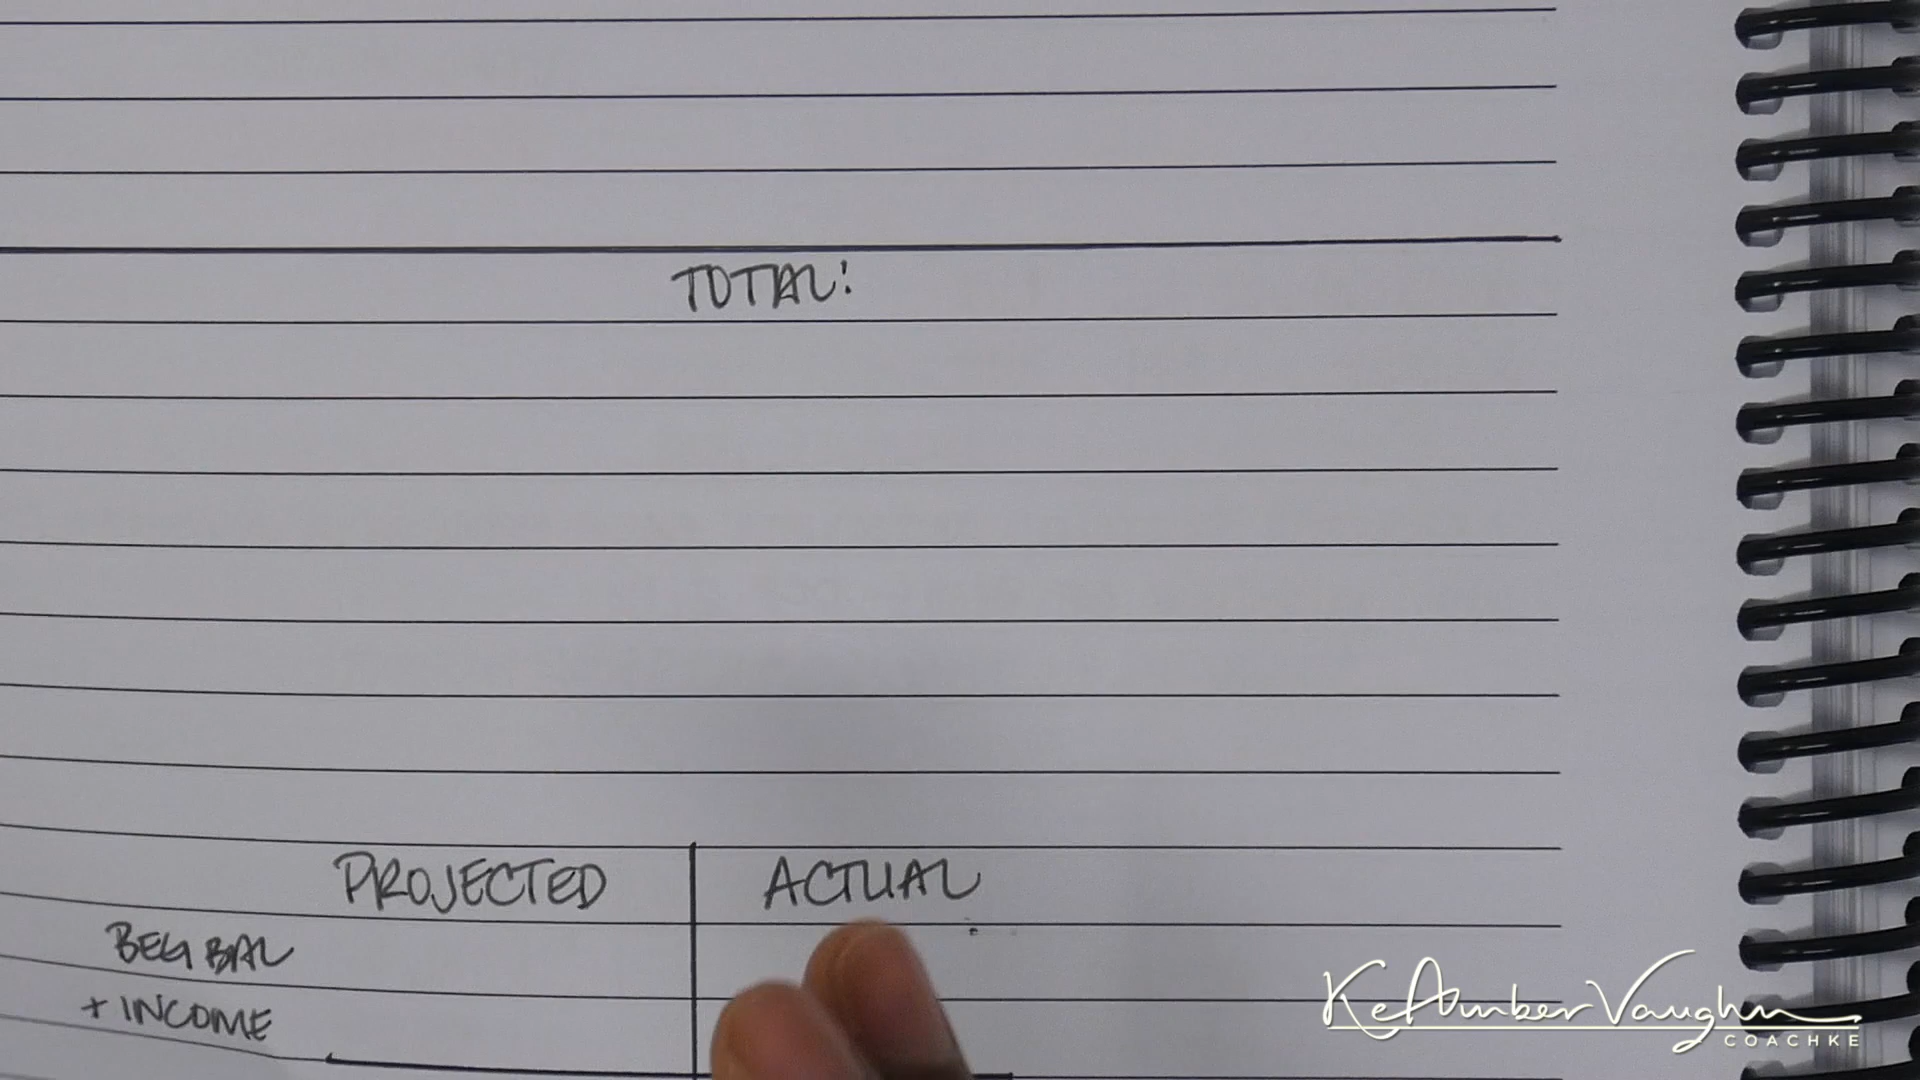 TOTAL:
PROJECTED ACTUAL
BEG BAL
+ INCOME
KeAmber Vaughn
COACHKE